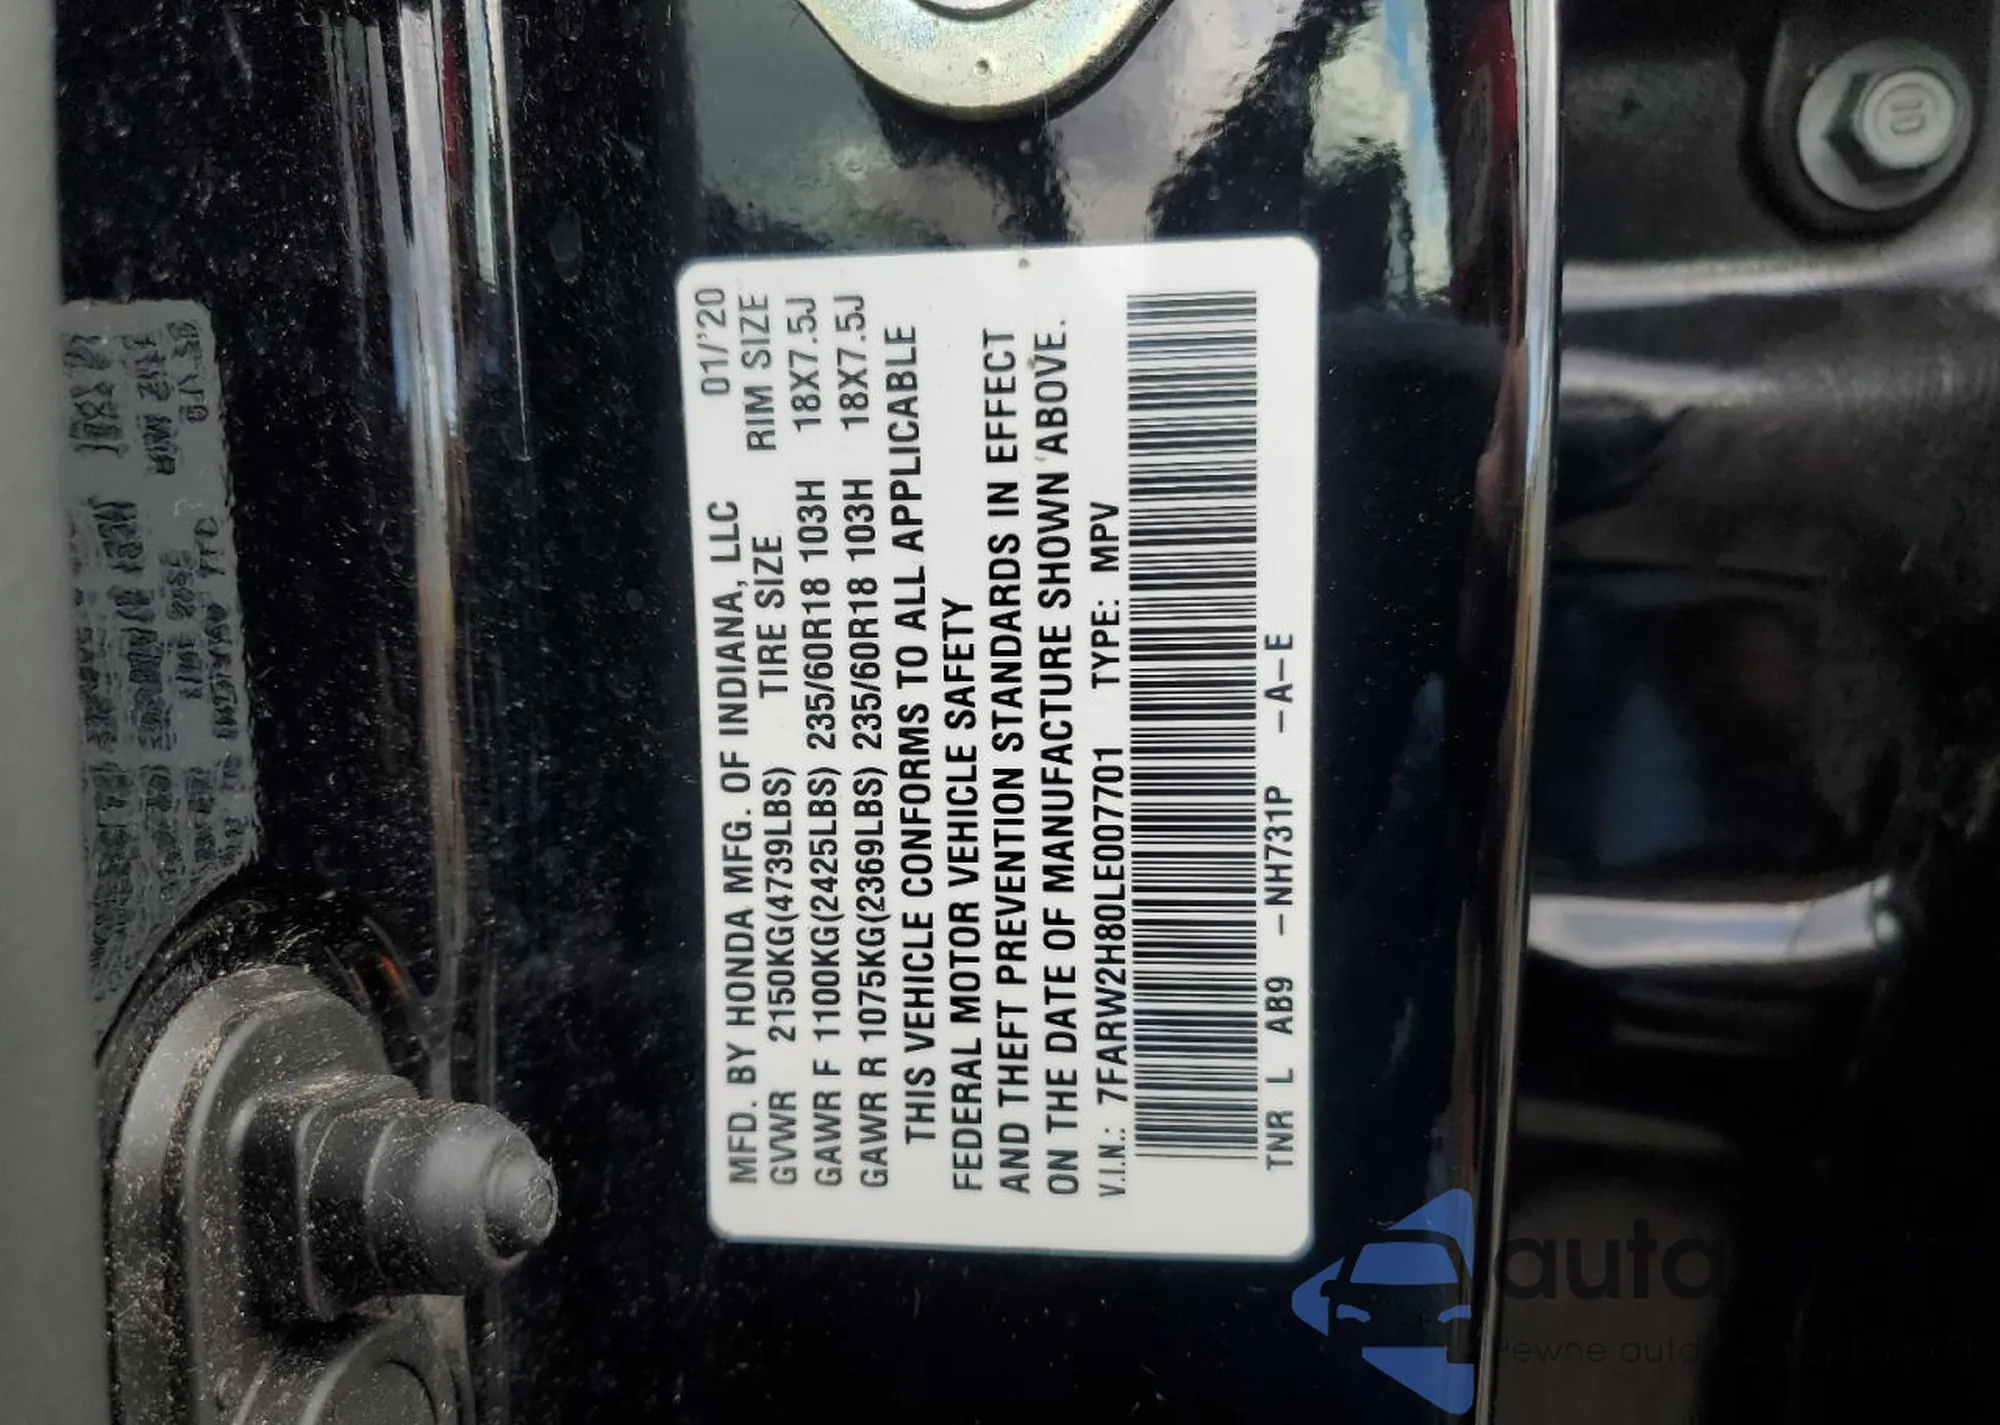 MFD. BY HONDA MFG. OF INDIANA, LLC 01/'20
GVWR 2150KG(4739LBS) TIRE SIZE RIM SIZE
GAWR F 1100KG(2425LBS) 235/60R18 103H 18X7.5J
GAWR R 1075KG(2369LBS) 235/60R18 103H 18X7.5J
THIS VEHICLE CONFORMS TO ALL APPLICABLE
FEDERAL MOTOR VEHICLE SAFETY
AND THEFT PREVENTION STANDARDS IN EFFECT
ON THE DATE OF MANUFACTURE SHOWN ABOVE.
V.I.N.: 7FARW2H80LE007701 TYPE: MPV
TNR L AB9 -NH731P -A-E
10
Pewne auto